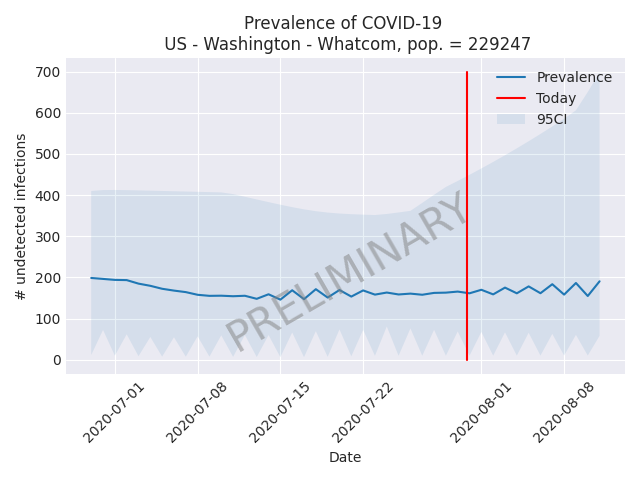 Prevalence of COVID-19
US - Washington - Whatcom, pop. = 229247
700
600
500
400
300
200
100
0
# undetected infections
Prevalence
Today
95CI
PRELIMINARY
2020-07-01
2020-07-08
2020-07-15
2020-07-22
2020-08-01
2020-08-08
Date